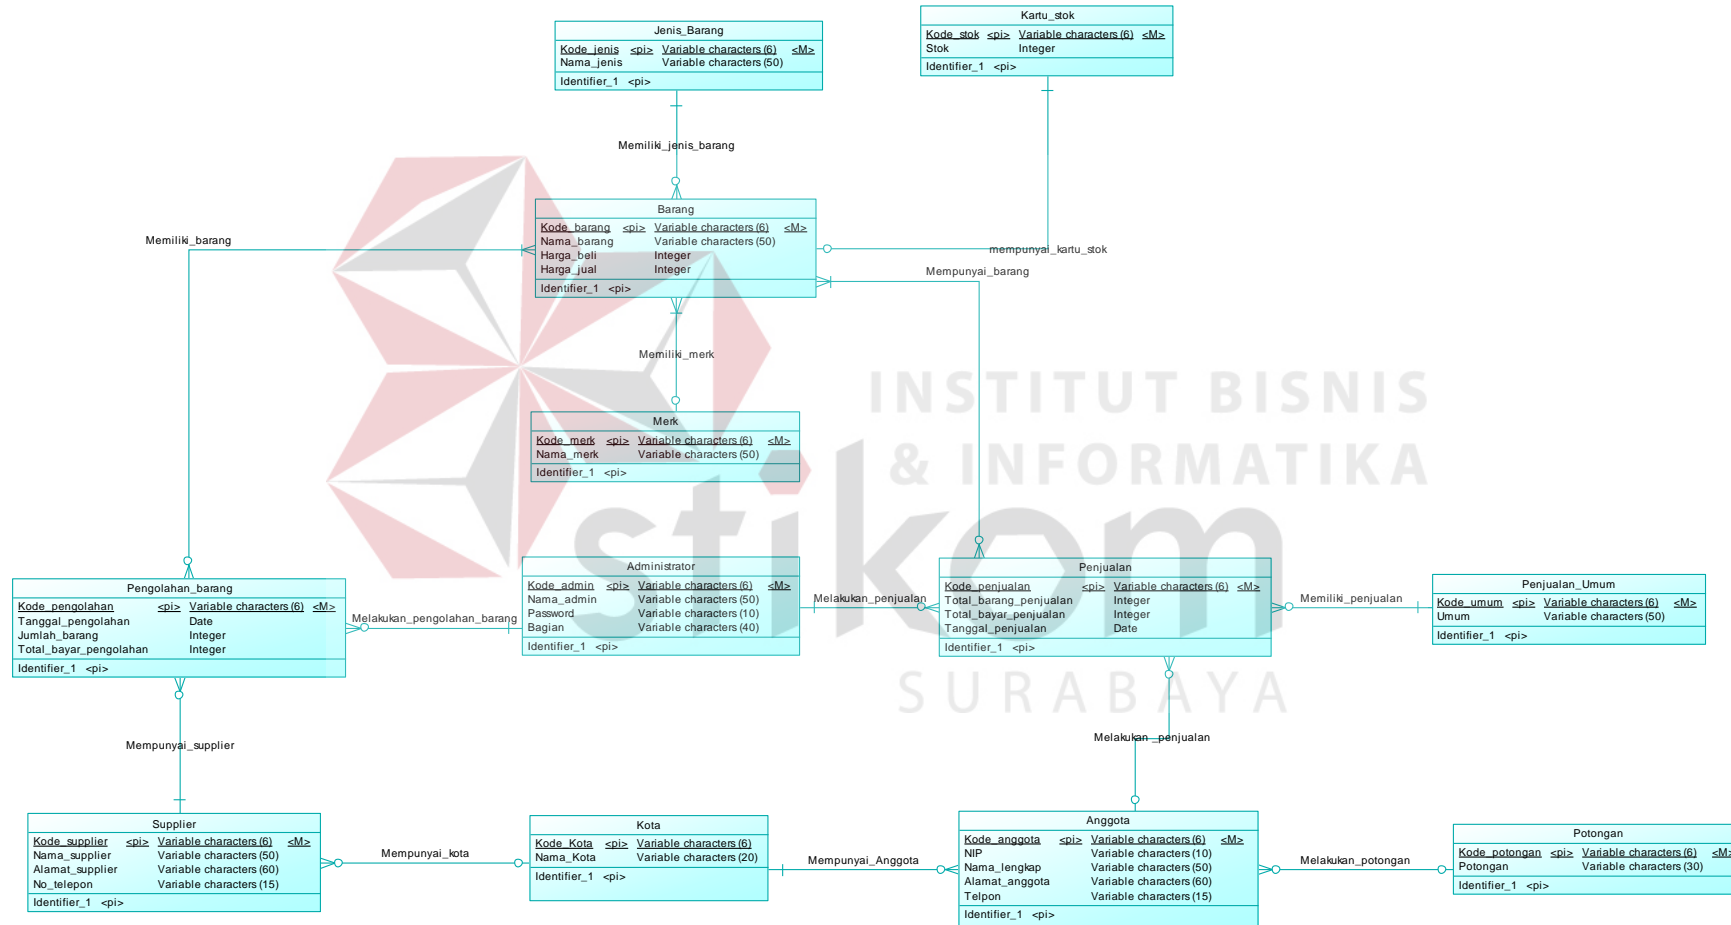 Jenis_Barang
Kode_jenis <pi> Variable characters (6) <M>
Nama_jenis Variable characters (50)
Identifier_1 <pi>
Kartu_stok
Kode_stok <pi> Variable characters (6) <M>
Stok Integer
Identifier_1 <pi>
Memiliki_jenis_barang
Barang
Kode_barang <pi> Variable characters (6) <M>
Nama_barang Variable characters (50)
Harga_beli Integer
Harga_jual Integer
Identifier_1 <pi>
Memiliki_barang
mempunyai_kartu_stok
Mempunyai_barang
Memiliki_merk
INSTITUT BISNIS
& INFORMATIKA
stikom
SURABAYA
Merk
Kode_merk <pi> Variable characters (6) <M>
Nama_merk Variable characters (50)
Identifier_1 <pi>
Pengolahan_barang
Kode_pengolahan <pi> Variable characters (6) <M>
Tanggal_pengolahan Date
Jumlah_barang Integer
Total_bayar_pengolahan Integer
Identifier_1 <pi>
Melakukan_pengolahan_barang
Administrator
Kode_admin <pi> Variable characters (6) <M>
Nama_admin Variable characters (50)
Password Variable characters (10)
Bagian Variable characters (40)
Identifier_1 <pi>
Melakukan_penjualan
Penjualan
Kode_penjualan <pi> Variable characters (6) <M>
Total_barang_penjualan Integer
Total_bayar_penjualan Integer
Tanggal_penjualan Date
Identifier_1 <pi>
Memiliki_penjualan
Penjualan_Umum
Kode_umum <pi> Variable characters (6) <M>
Umum Variable characters (50)
Identifier_1 <pi>
Mempunyai_supplier
Melakukan _penjualan
Supplier
Kode_supplier <pi> Variable characters (6) <M>
Nama_supplier Variable characters (50)
Alamat_supplier Variable characters (60)
No_telepon Variable characters (15)
Identifier_1 <pi>
Mempunyai_kota
Kota
Kode_Kota <pi> Variable characters (6)
Nama_Kota Variable characters (20)
Identifier_1 <pi>
Mempunyai_Anggota
Anggota
Kode_anggota <pi> Variable characters (6) <M>
NIP Variable characters (10)
Nama_lengkap Variable characters (50)
Alamat_anggota Variable characters (60)
Telpon Variable characters (15)
Identifier_1 <pi>
Melakukan_potongan
Potongan
Kode_potongan <pi> Variable characters (6) <M>
Potongan Variable characters (30)
Identifier_1 <pi>